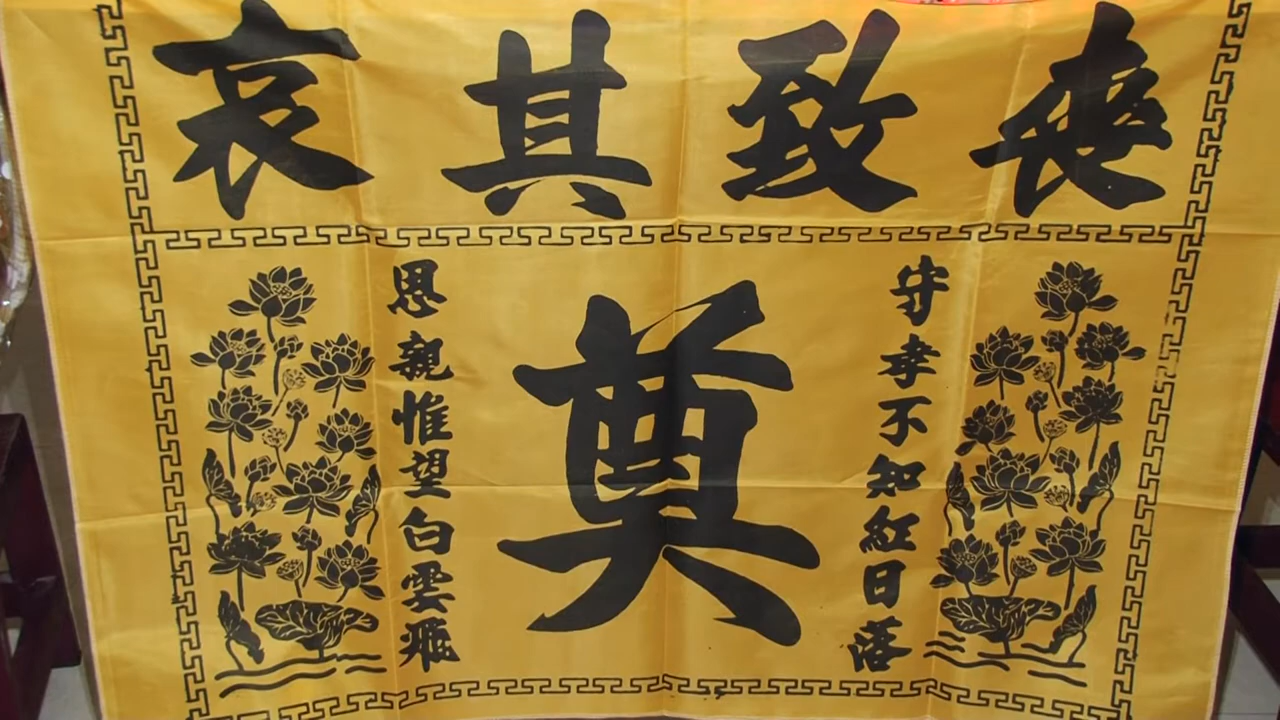 喪致其哀
守孝不知紅日落
奠
思親惟望白雲飛